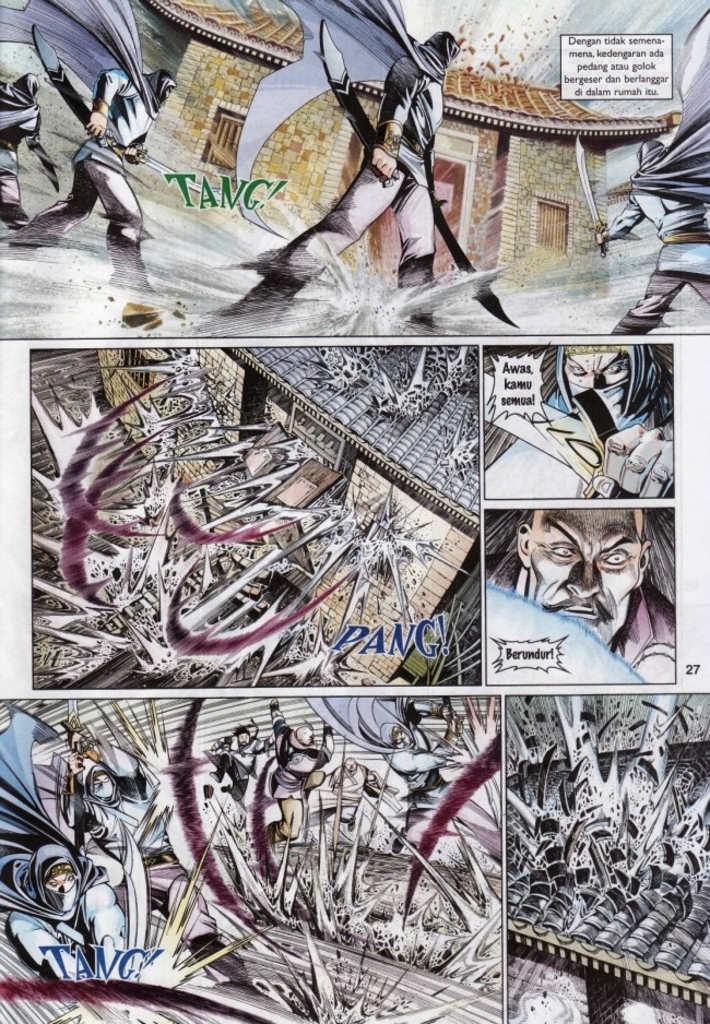 Dengan tidak semena-
mena, kedengaran ada
pedang atau golok
bergeser dan berlanggar
di dalam rumah itu.
TANG!
Awas,
kamu
semua!
PANG!
Berundur!
27
TANG!